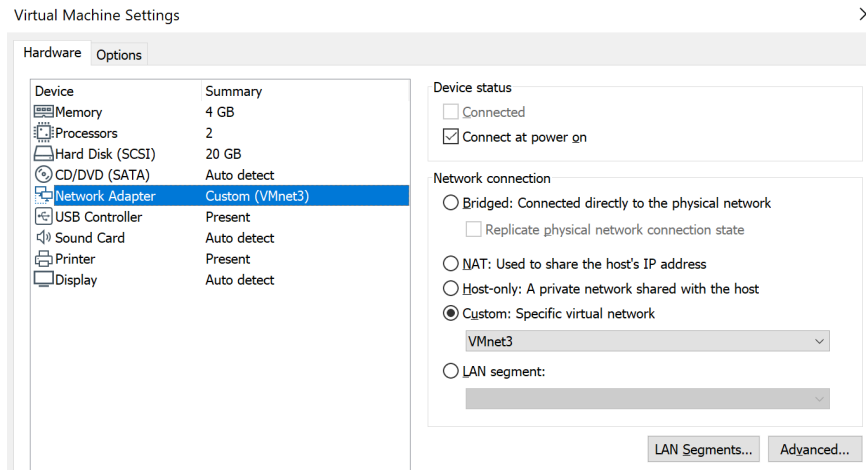 Virtual Machine Settings
Hardware
Options
Device Summary
Memory 4 GB
Processors 2
Hard Disk (SCSI) 20 GB
CD/DVD (SATA) Auto detect
Network Adapter Custom (VMnet3)
USB Controller Present
Sound Card Auto detect
Printer Present
Display Auto detect
Device status
Connected
Connect at power on
Network connection
Bridged: Connected directly to the physical network
Replicate physical network connection state
NAT: Used to share the host's IP address
Host-only: A private network shared with the host
Custom: Specific virtual network
VMnet3
LAN segment:
LAN Segments...
Advanced...